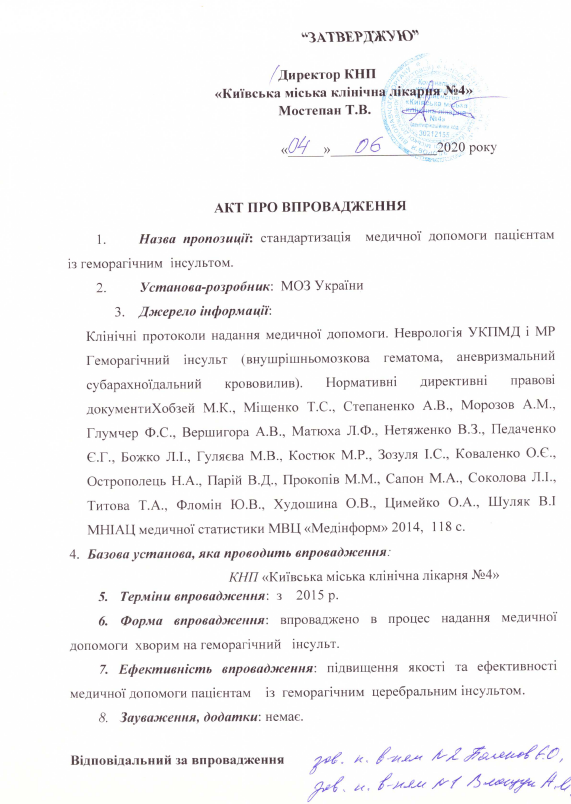 “ЗАТВЕРДЖУЮ”
Директор КНП
«Київська міська клінічна лікарня №4»
Мостепан Т.В.
«Київська міська
клінічна лікарня
№4»
«04» 06 2020 року
АКТ ПРО ВПРОВАДЖЕННЯ
1. Назва пропозиції: стандартизація медичної допомоги пацієнтам
із геморагічним інсультом.
2. Установа-розробник: МОЗ України
3. Джерело інформації:
Клінічні протоколи надання медичної допомоги. Неврологія УКПМД і МР
Геморагічний інсульт (внушрішньомозкова гематома, аневризмальний
субарахноїдальний крововилив). Нормативні директивні правові
документиХобзей М.К., Міщенко Т.С., Степаненко А.В., Морозов А.М.,
Глумчер Ф.С., Вершигора А.В., Матюха Л.Ф., Нетяженко В.З., Педаченко
Є.Г., Божко Л.І., Гуляєва М.В., Костюк М.Р., Зозуля І.С., Коваленко О.Є.,
Острополець Н.А., Парій В.Д., Прокопів М.М., Сапон М.А., Соколова Л.І.,
Титова Т.А., Фломін Ю.В., Худошина О.В., Цимейко О.А., Шуляк В.І
МНІАЦ медичної статистики МВЦ «Медінформ» 2014, 118 с.
4. Базова установа, яка проводить впровадження:
КНП «Київська міська клінічна лікарня №4»
5. Терміни впровадження: з 2015 р.
6. Форма впровадження: впроваджено в процес надання медичної
допомоги хворим на геморагічний інсульт.
7. Ефективність впровадження: підвищення якості та ефективності
медичної допомоги пацієнтам із геморагічним церебральним інсультом.
8. Зауваження, додатки: немає.
Відповідальний за впровадження зав. н. в-ням №2
зав. н. в-ням №1